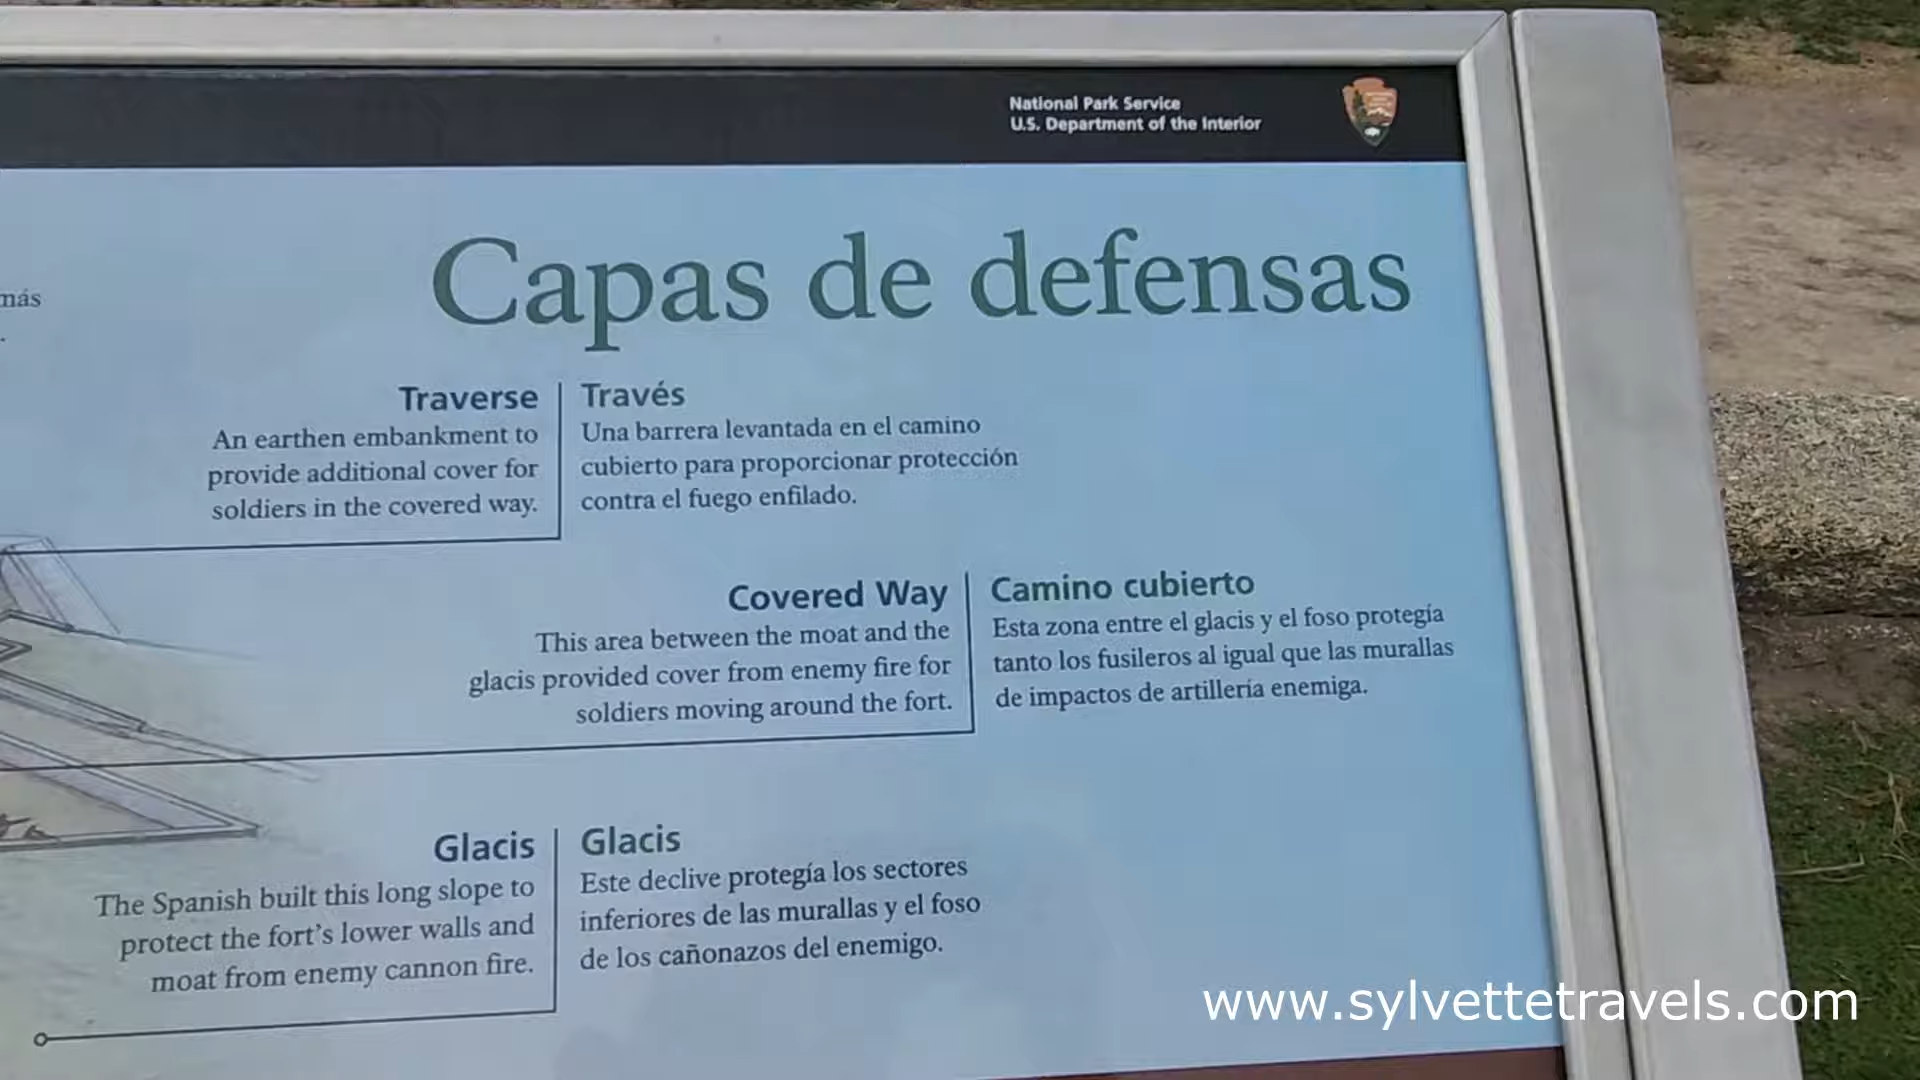 National Park Service
U.S. Department of the Interior
más
Capas de defensas
Traverse
An earthen embankment to
provide additional cover for
soldiers in the covered way.
Través
Una barrera levantada en el camino
cubierto para proporcionar protección
contra el fuego enfilado.
Covered Way
This area between the moat and the
glacis provided cover from enemy fire for
soldiers moving around the fort.
Camino cubierto
Esta zona entre el glacis y el foso protegía
tanto los fusileros al igual que las murallas
de impactos de artillería enemiga.
Glacis
The Spanish built this long slope to
protect the fort's lower walls and
moat from enemy cannon fire.
Glacis
Este declive protegía los sectores
inferiores de las murallas y el foso
de los cañonazos del enemigo.
www.sylvettetravels.com